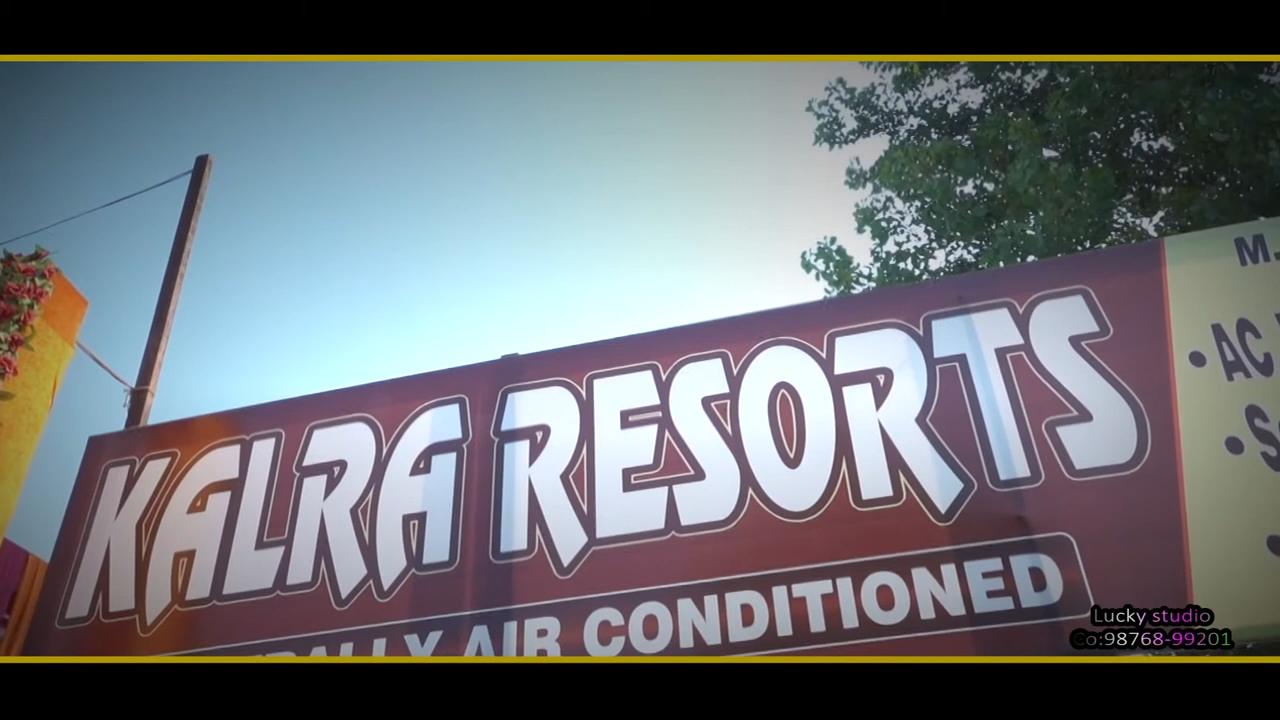 KALRA RESORTS
AIR CONDITIONED
M.
• AC
Lucky studio
Co:98768-99201